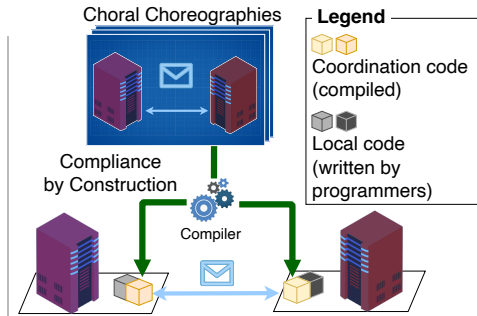 Choral Choreographies
Legend
Coordination code
(compiled)
Local code
(written by
programmers)
Compliance
by Construction
Compiler